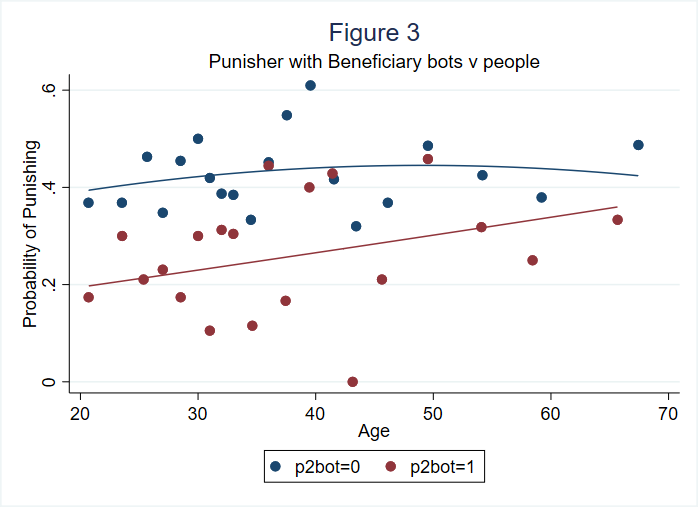 Figure 3
Punisher with Beneficiary bots v people
Probability of Punishing
.6
.4
.2
0
20 30 40 50 60 70
Age
p2bot=0 p2bot=1